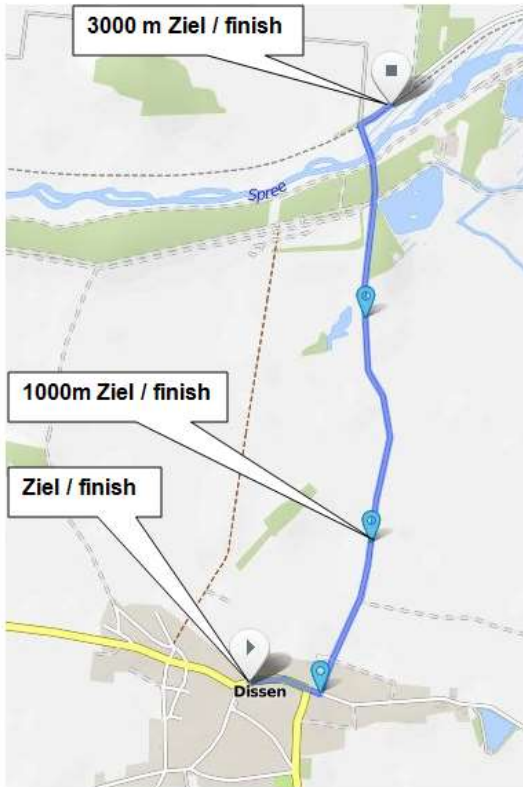 3000 m Ziel / finish
Spree
1000m Ziel / finish
Ziel / finish
Dissen